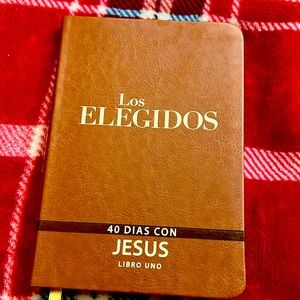 Los
ELEGIDOS
40 DIAS CON
JESUS
LIBRO UNO